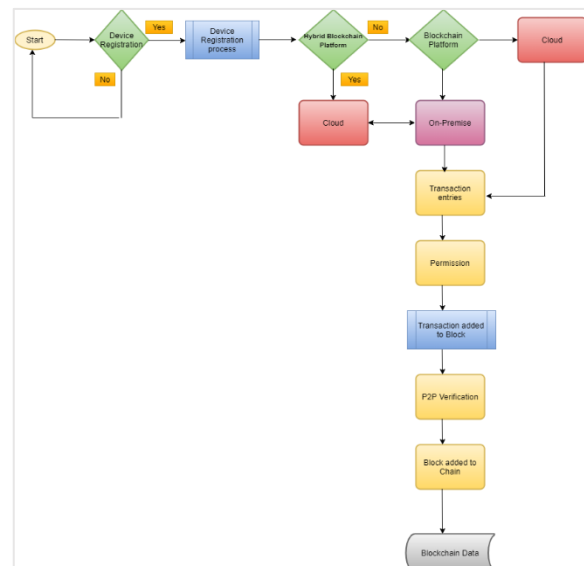 Start
Device
Registration
Yes
No
Device
Registration
process
Hybrid Blockchain
Platform
No
Yes
Blockchain
Platform
Cloud
Cloud
On-Premise
Transaction
entries
Permission
Transaction added
to Block
P2P Verification
Block added to
Chain
Blockchain Data